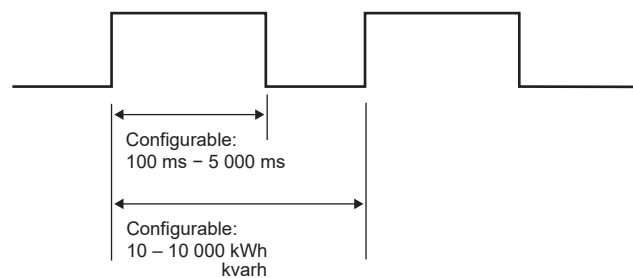 Configurable:
100 ms − 5 000 ms
Configurable:
10 – 10 000 kWh
kvarh